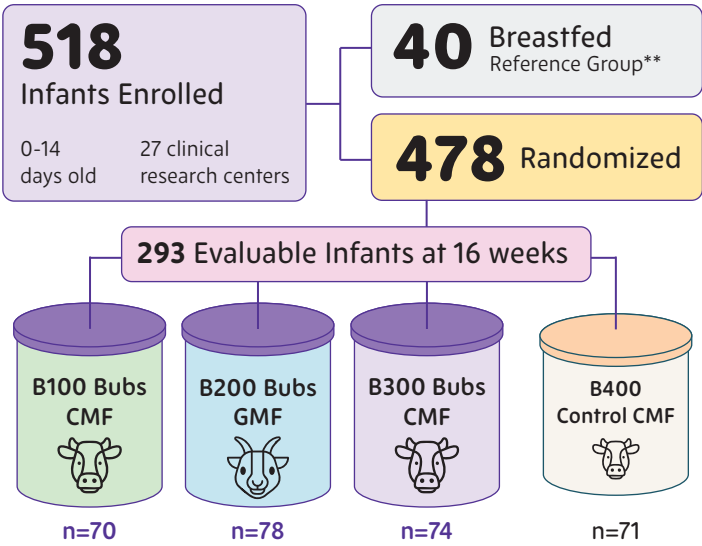 518
Infants Enrolled
0-14
days old
27 clinical
research centers
40 Breastfed
Reference Group**
478 Randomized
293 Evaluable Infants at 16 weeks
B100 Bubs
CMF
n=70
B200 Bubs
GMF
n=78
B300 Bubs
CMF
n=74
B400
Control CMF
n=71